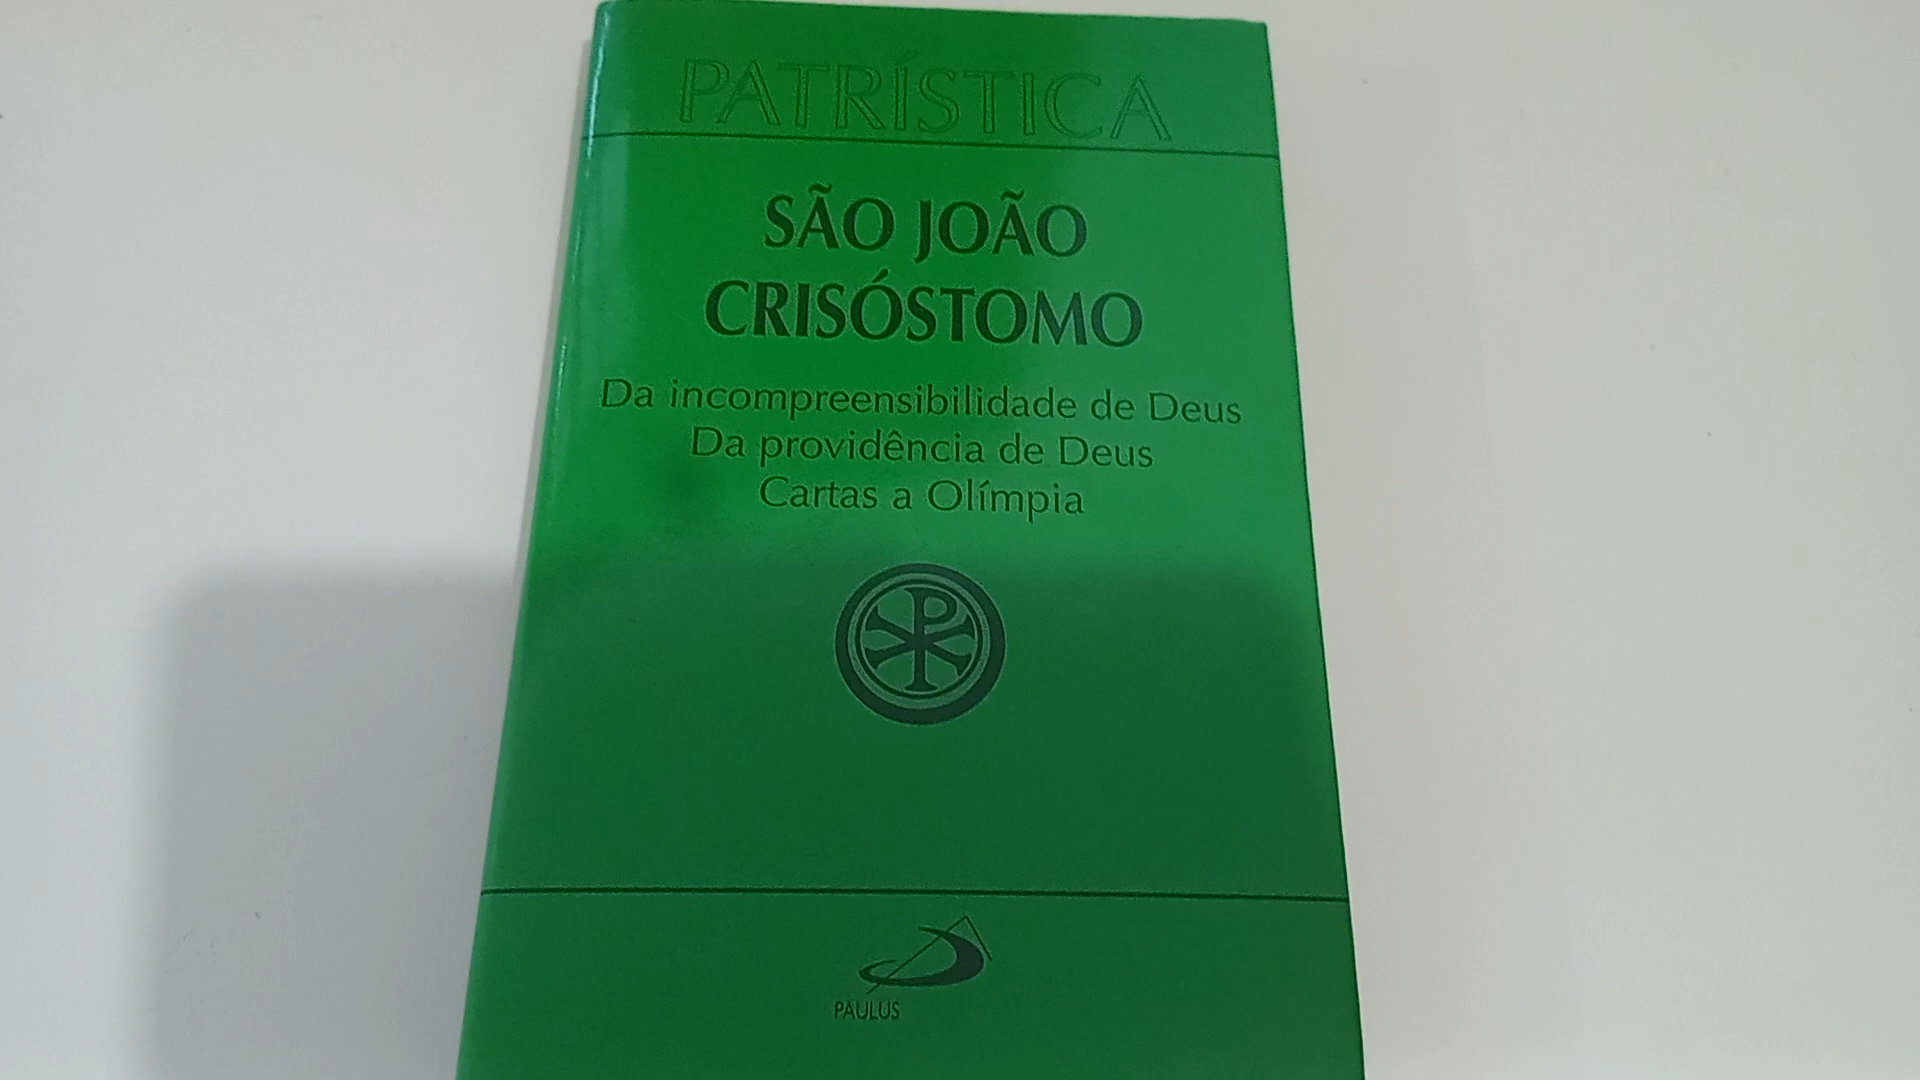 PATRÍSTICA
SÃO JOÃO
CRISÓSTOMO
Da incompreensibilidade de Deus
Da providência de Deus
Cartas a Olímpia
PAULUS